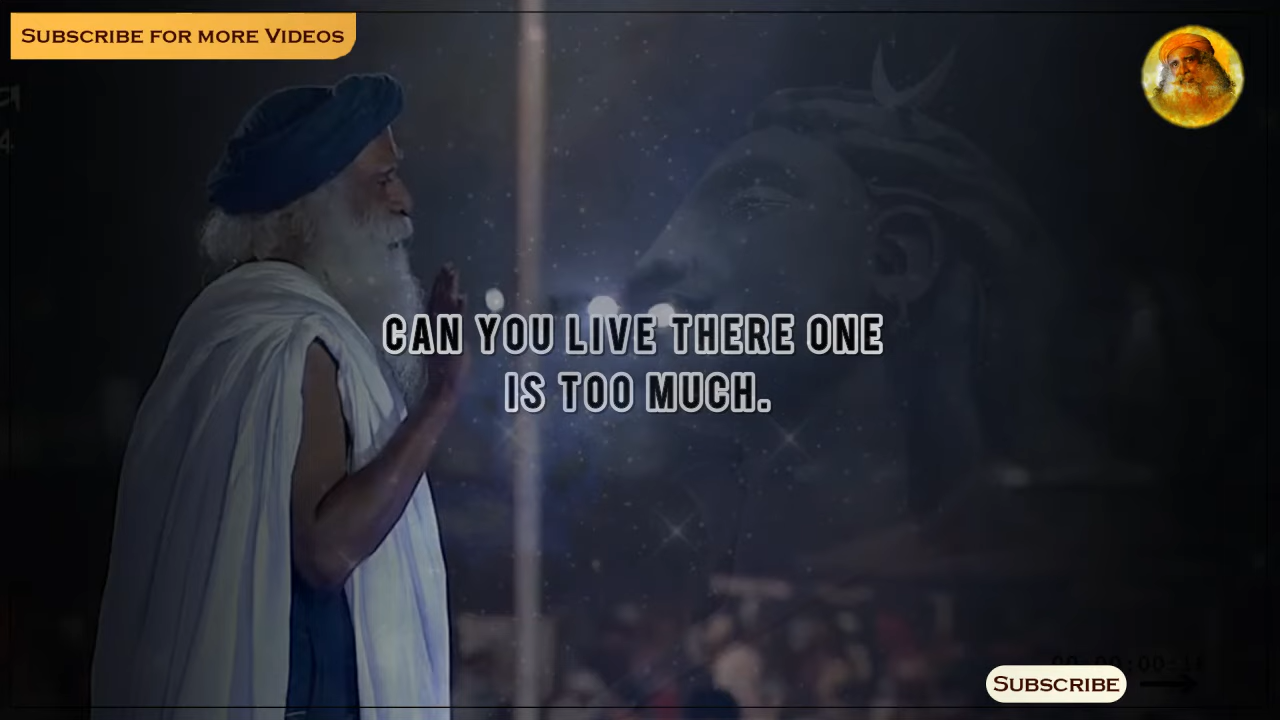 SUBSCRIBE FOR MORE VIDEOS
CAN YOU LIVE THERE ONE
IS TOO MUCH.
SUBSCRIBE